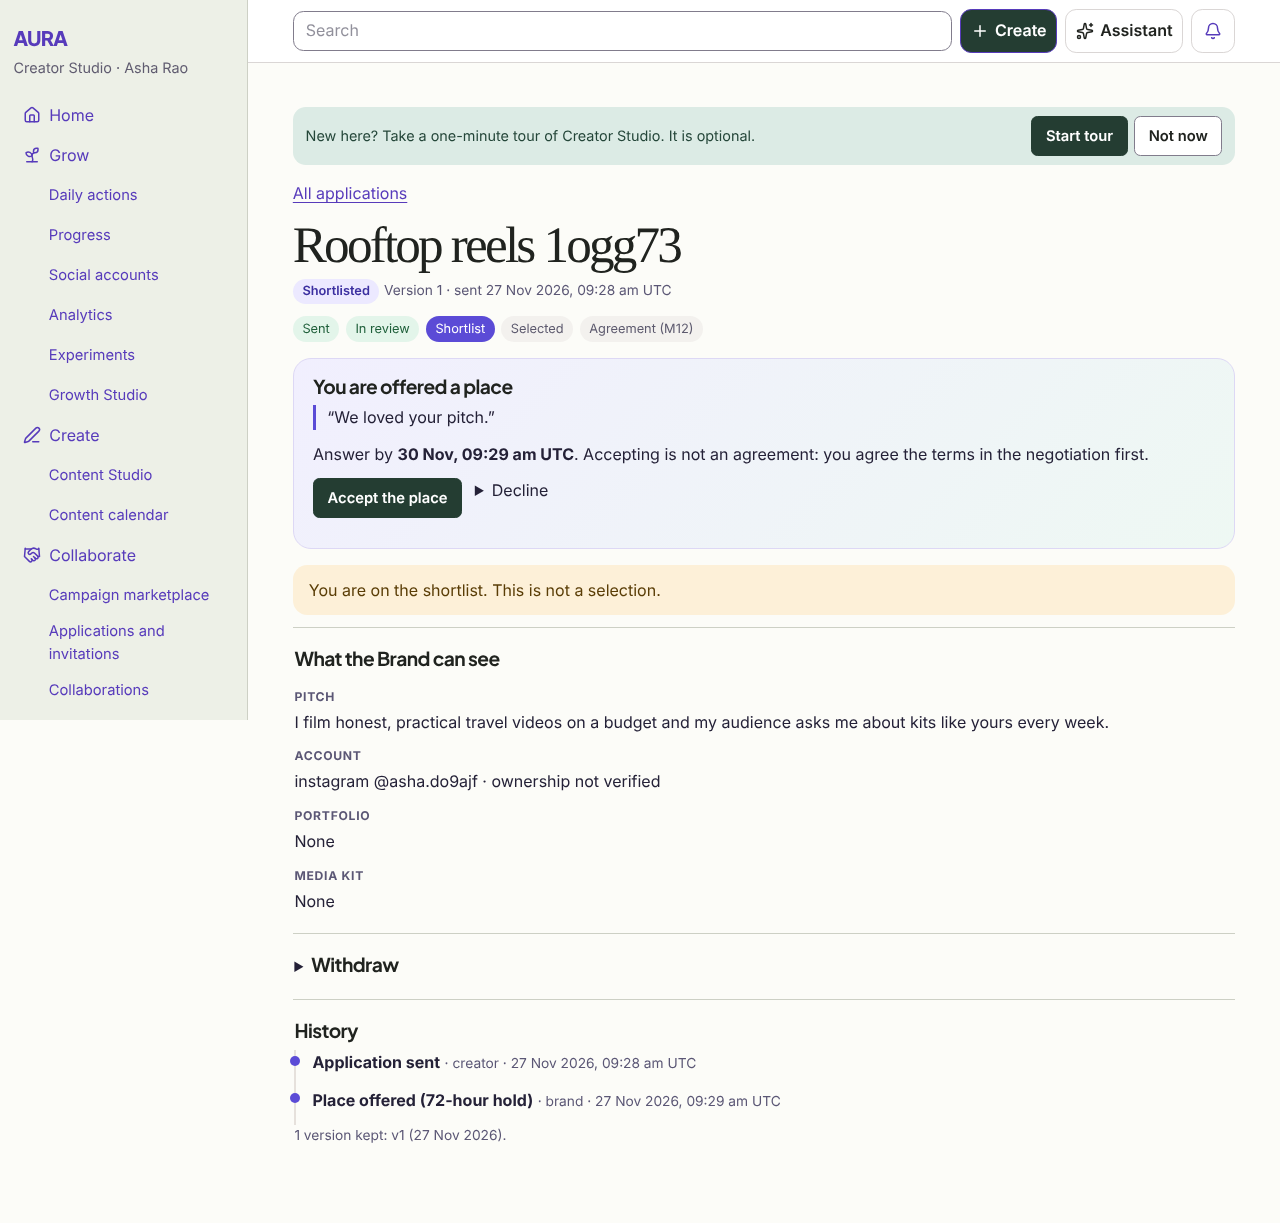 AURA
Creator Studio · Asha Rao
Home
Grow
Daily actions
Progress
Social accounts
Analytics
Experiments
Growth Studio
Create
Content Studio
Content calendar
Collaborate
Campaign marketplace
Applications and
invitations
Collaborations
Search
Create
Assistant
New here? Take a one-minute tour of Creator Studio. It is optional.
Start tour
Not now
All applications
Rooftop reels 1ogg73
Shortlisted Version 1 · sent 27 Nov 2026, 09:28 am UTC
Sent In review Shortlist Selected Agreement (M12)
You are offered a place
“We loved your pitch.”
Answer by 30 Nov, 09:29 am UTC. Accepting is not an agreement: you agree the terms in the negotiation first.
Accept the place
Decline
You are on the shortlist. This is not a selection.
What the Brand can see
PITCH
I film honest, practical travel videos on a budget and my audience asks me about kits like yours every week.
ACCOUNT
instagram @asha.do9ajf · ownership not verified
PORTFOLIO
None
MEDIA KIT
None
Withdraw
History
Application sent · creator · 27 Nov 2026, 09:28 am UTC
Place offered (72-hour hold) · brand · 27 Nov 2026, 09:29 am UTC
1 version kept: v1 (27 Nov 2026).